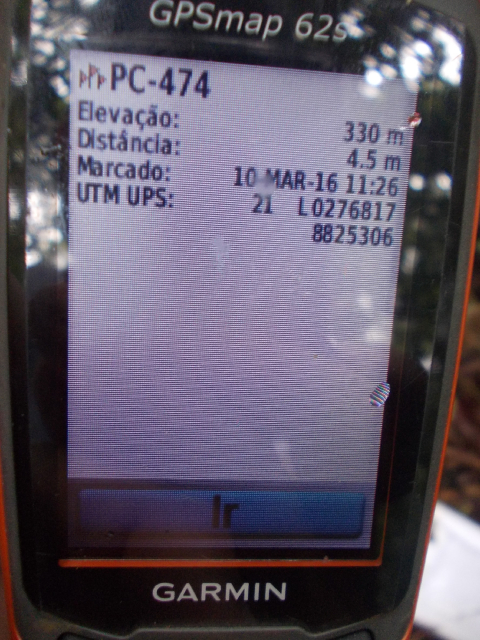 GPSmap 62s
PC-474
Elevação: 330 m
Distância: 4.5 m
Marcado: 10-MAR-16 11:26
UTM UPS: 21 L0276817
8825306
Ir
GARMIN